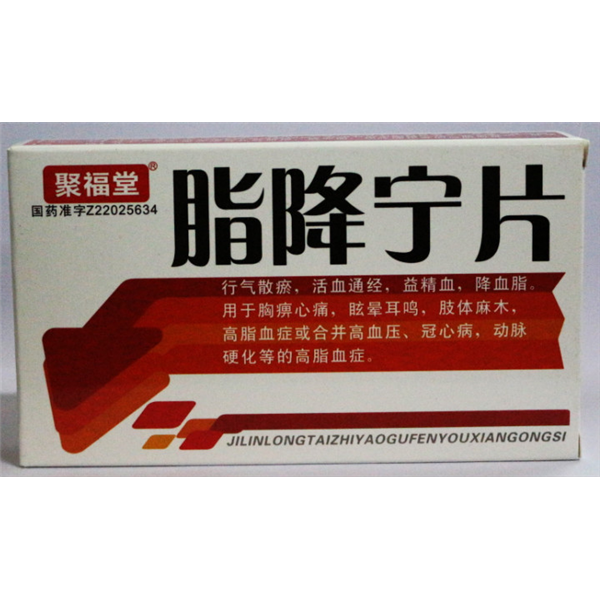 聚福堂®
国药准字Z22025634
脂降宁片
行气散瘀，活血通经，益精血，降血脂。
用于胸痹心痛，眩晕耳鸣，肢体麻木，
高脂血症或合并高血压、冠心病，动脉
硬化等的高脂血症。
JILINLONGTAIZHIYAOGUFENYOUXIANGONGSI